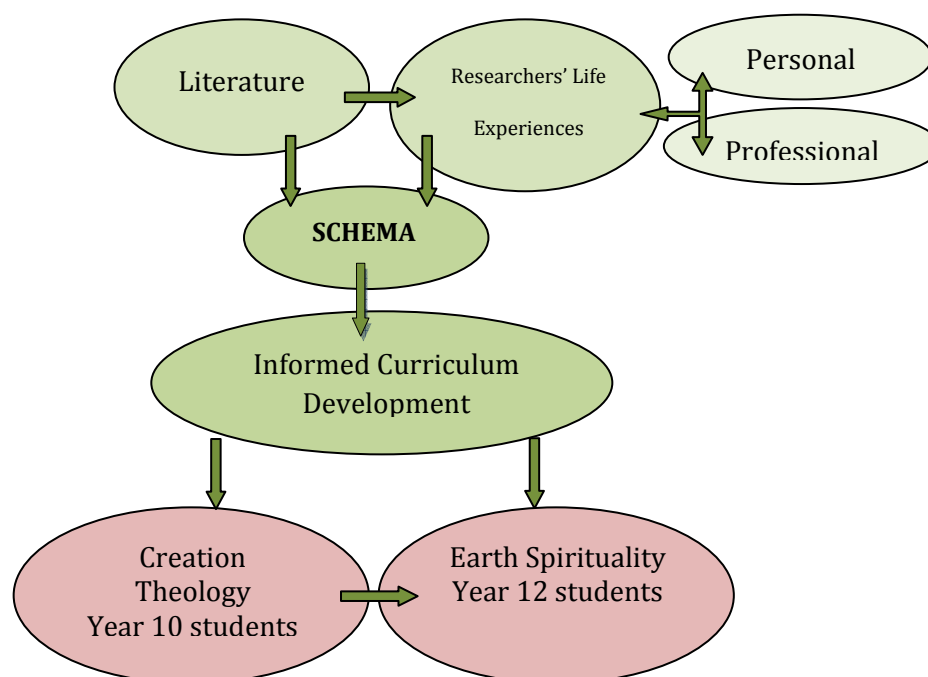 Literature
Researchers’ Life
Experiences
Personal
Professional
SCHEMA
Informed Curriculum
Development
Creation
Theology
Year 10 students
Earth Spirituality
Year 12 students